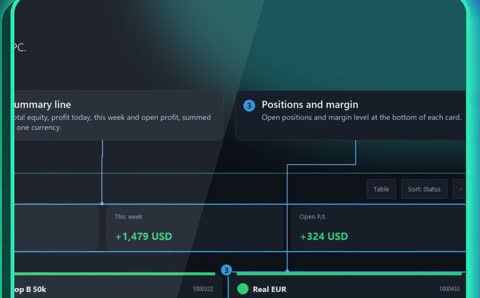 PC.
ummary line
otal equity, profit today, this week and open profit, summed
one currency.
3 Positions and margin
Open positions and margin level at the bottom of each card.
Table
Sort: Status
This week
+1,479 USD
Open P/L
+324 USD
3
op B 50k
1000322
Real EUR
1000433